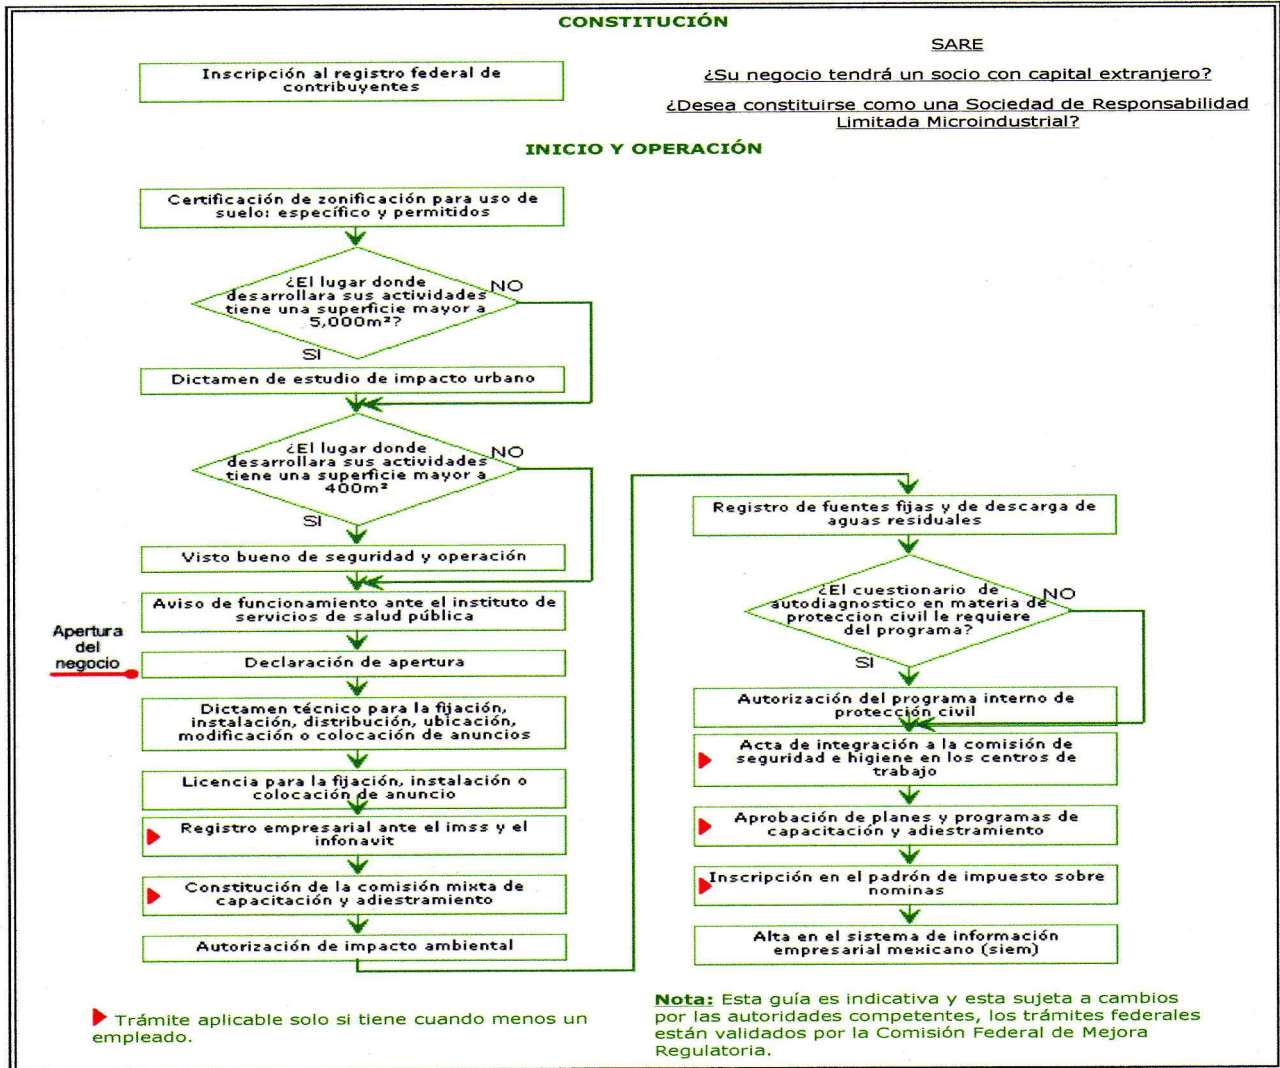 CONSTITUCIÓN
Inscripción al registro federal de
contribuyentes
SARE
¿Su negocio tendrá un socio con capital extranjero?
¿Desea constituirse como una Sociedad de Responsabilidad
Limitada Microindustrial?
INICIO Y OPERACIÓN
Certificación de zonificación para uso de
suelo: específico y permitidos
¿El lugar donde
desarrollara sus actividades
tiene una superficie mayor a
5,000m²?
NO
SI
Dictamen de estudio de impacto urbano
¿El lugar donde
desarrollara sus actividades
tiene una superficie mayor a
400m²
NO
SI
Visto bueno de seguridad y operación
Aviso de funcionamiento ante el instituto de
servicios de salud pública
Apertura
del
negocio
Declaración de apertura
Dictamen técnico para la fijación,
instalación, distribución, ubicación,
modificación o colocación de anuncios
Licencia para la fijación, instalación o
colocación de anuncio
Registro empresarial ante el imss y el
infonavit
Constitución de la comisión mixta de
capacitación y adiestramiento
Autorización de impacto ambiental
Registro de fuentes fijas y de descarga de
aguas residuales
¿El cuestionario de
autodiagnostico en materia de
proteccion civil le requiere
del programa?
NO
SI
Autorización del programa interno de
protección civil
Acta de integración a la comisión de
seguridad e higiene en los centros de
trabajo
Aprobación de planes y programas de
capacitación y adiestramiento
Inscripción en el padrón de impuesto sobre
nominas
Alta en el sistema de información
empresarial mexicano (siem)
Trámite aplicable solo si tiene cuando menos un
empleado.
Nota: Esta guía es indicativa y esta sujeta a cambios
por las autoridades competentes, los trámites federales
están validados por la Comisión Federal de Mejora
Regulatoria.